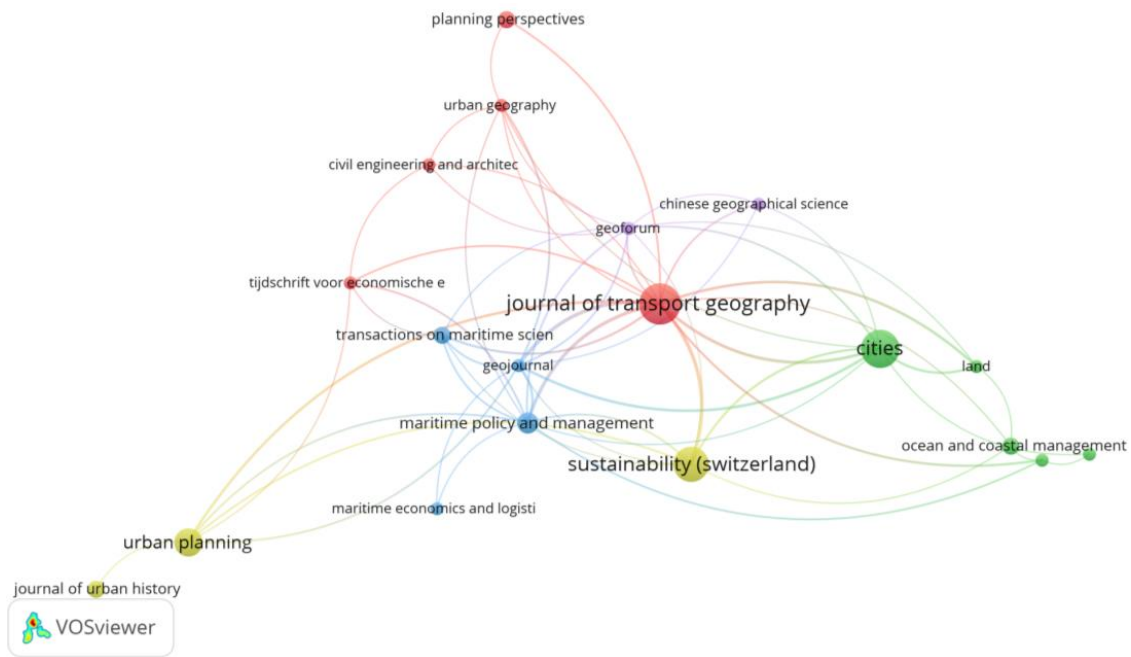 planning perspectives
urban geography
civil engineering and architec
chinese geographical science
geoforum
tijdschrift voor economische e
journal of transport geography
transactions on maritime scien
cities
geojournal
land
maritime policy and management
ocean and coastal management
sustainability (switzerland)
maritime economics and logisti
urban planning
journal of urban history
VOSviewer